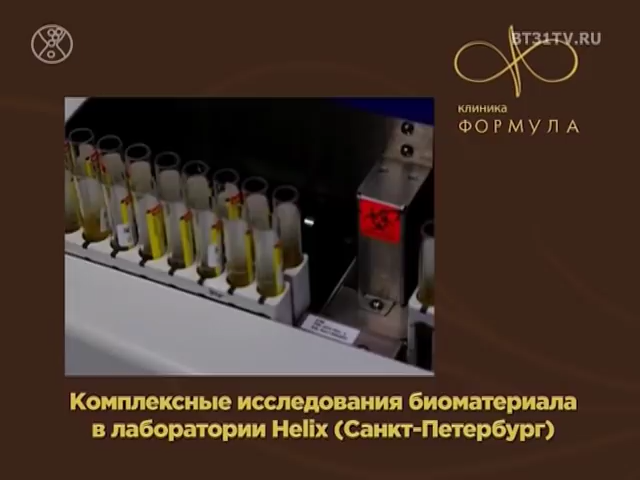 BT31TV.RU
клиника
ФОРМУЛА
Комплексные исследования биоматериала
в лаборатории Helix (Санкт-Петербург)